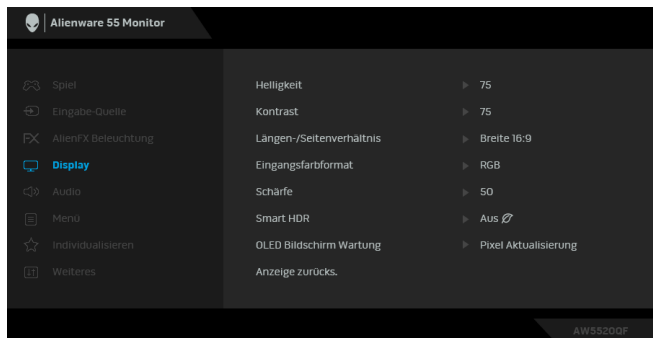 Alienware 55 Monitor
Spiel
Eingabe-Quelle
AlienFX Beleuchtung
Display
Audio
Menü
Individualisieren
Weiteres
Helligkeit 75
Kontrast 75
Längen-/Seitenverhältnis Breite 16:9
Eingangsfarbformat RGB
Schärfe 50
Smart HDR Aus
OLED Bildschirm Wartung Pixel Aktualisierung
Anzeige zurücks.
AW5520QF